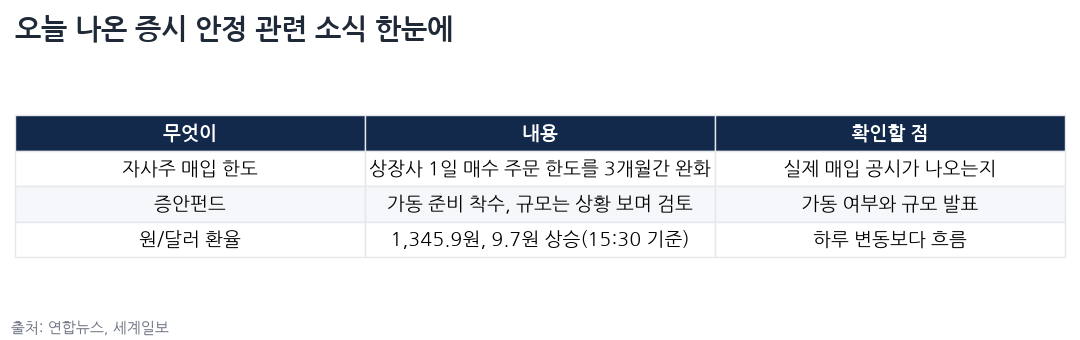 오늘 나온 증시 안정 관련 소식 한눈에
무엇이 내용 확인할 점
자사주 매입 한도 상장사 1일 매수 주문 한도를 3개월간 완화 실제 매입 공시가 나오는지
증안펀드 가동 준비 착수, 규모는 상황 보며 검토 가동 여부와 규모 발표
원/달러 환율 1,345.9원, 9.7원 상승(15:30 기준) 하루 변동보다 흐름
출처: 연합뉴스, 세계일보